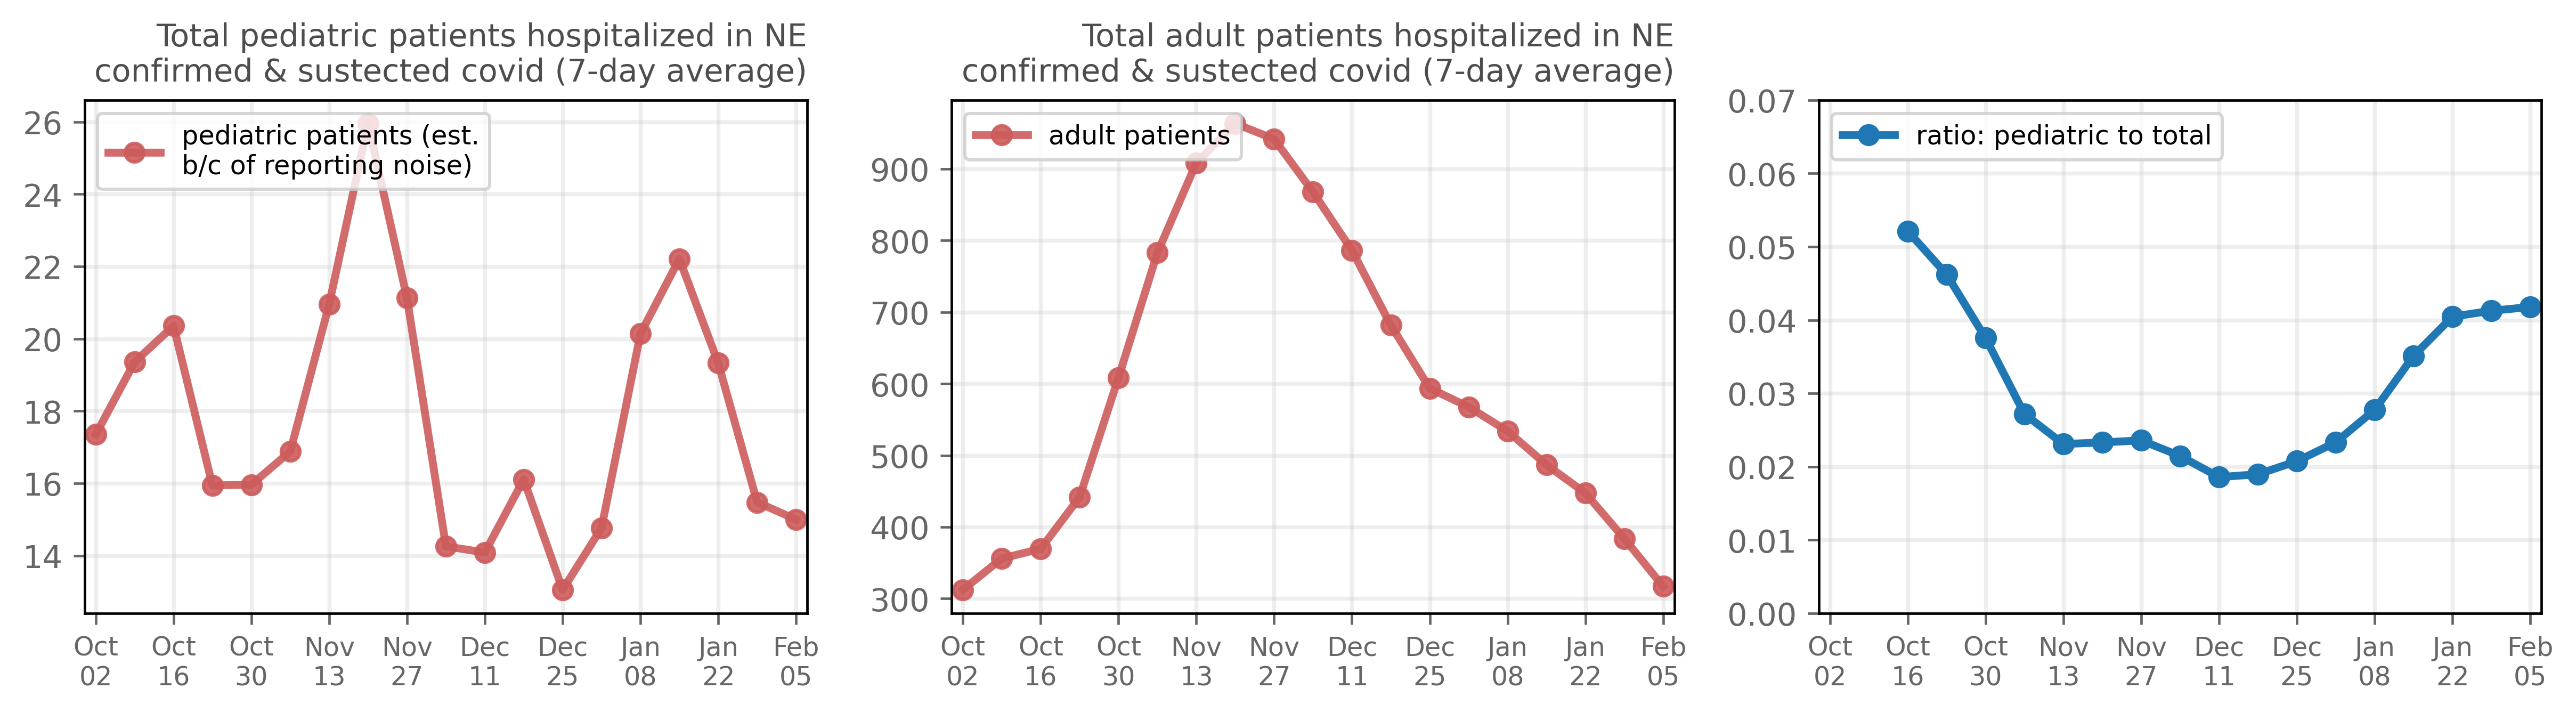 Total pediatric patients hospitalized in NE
confirmed & sustected covid (7-day average)
pediatric patients (est.
b/c of reporting noise)
26
24
22
20
18
16
14
Oct Oct Oct Nov Nov Dec Dec Jan Jan Feb
02 16 30 13 27 11 25 08 22 05
Total adult patients hospitalized in NE
confirmed & sustected covid (7-day average)
adult patients
900
800
700
600
500
400
300
Oct Oct Oct Nov Nov Dec Dec Jan Jan Feb
02 16 30 13 27 11 25 08 22 05
ratio: pediatric to total
0.07
0.06
0.05
0.04
0.03
0.02
0.01
0.00
Oct Oct Oct Nov Nov Dec Dec Jan Jan Feb
02 16 30 13 27 11 25 08 22 05